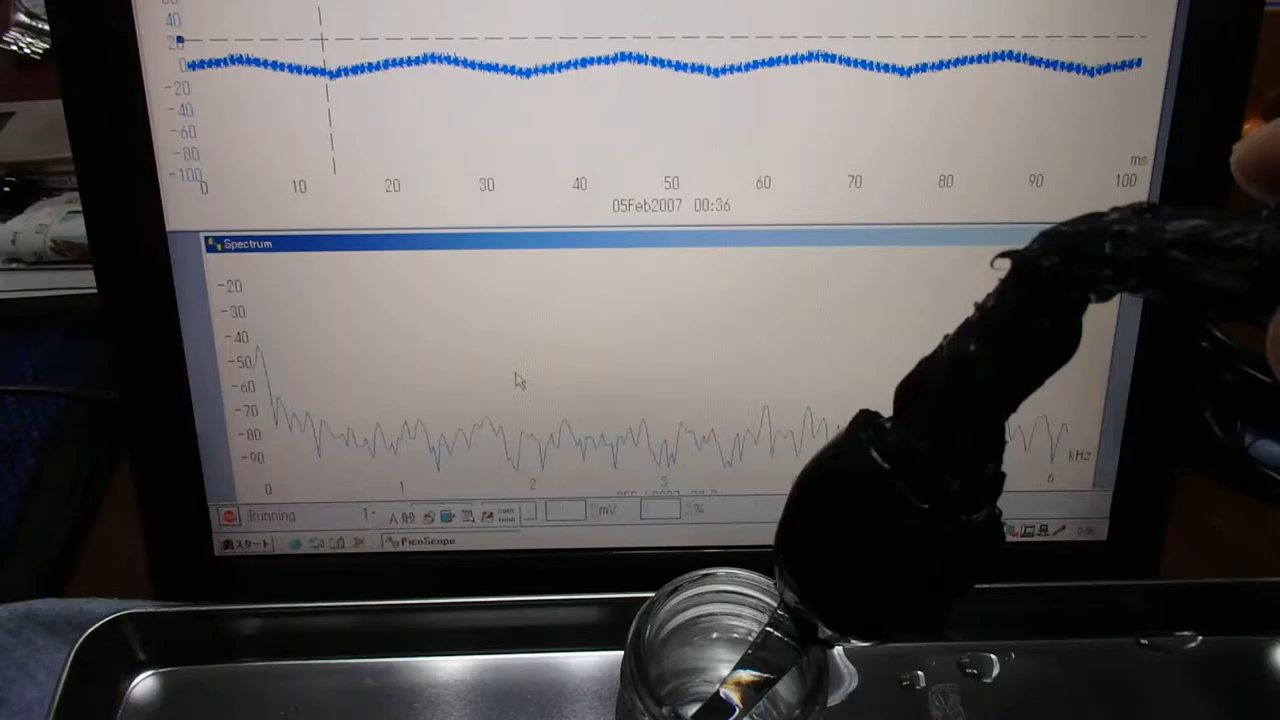 40
20
0
-20
-40
-60
-80
-100
0 10 20 30 40 50 60 70 80 90 100
ms
05Feb2007 00:36
Spectrum
-20
-30
-40
-50
-60
-70
-80
-90
0 1 2 3 6
kHz
Running
A 般
mV
%
スタート
PicoScope